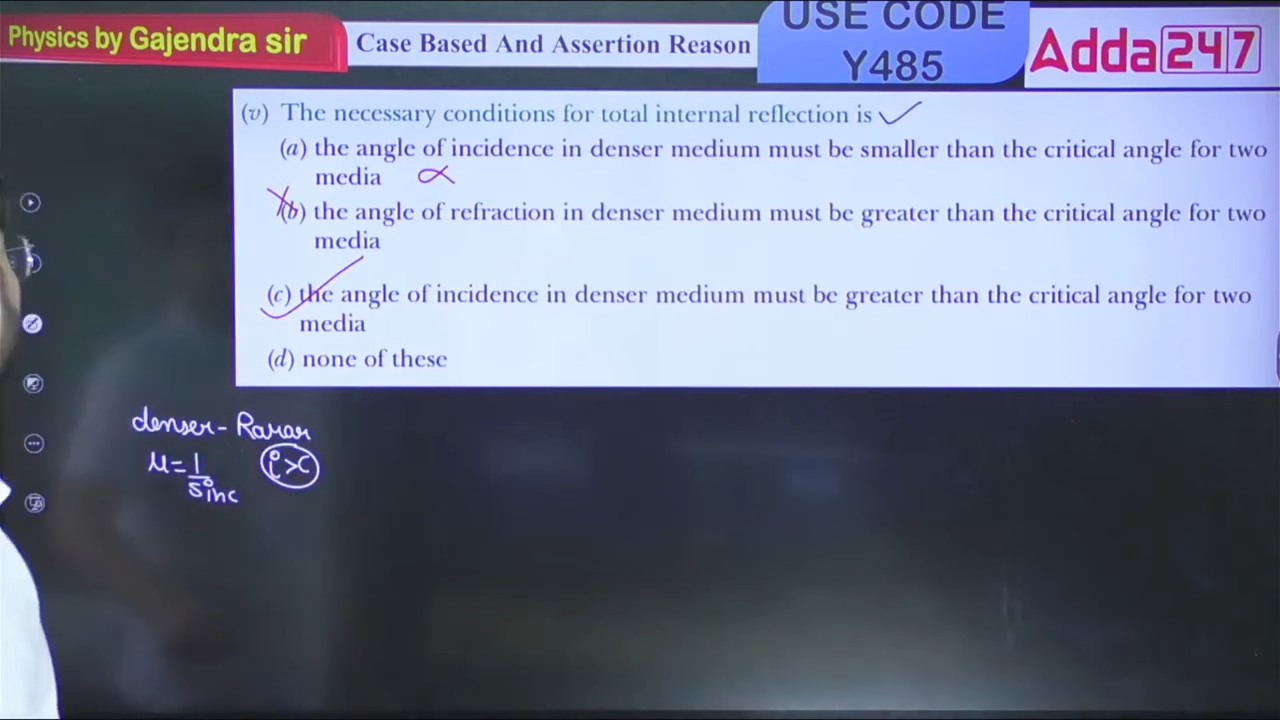 Physics by Gajendra sir
Case Based And Assertion Reason
USE CODE
Y485
Adda247
(v) The necessary conditions for total internal reflection is
(a) the angle of incidence in denser medium must be smaller than the critical angle for two
media
(b) the angle of refraction in denser medium must be greater than the critical angle for two
media
(c) the angle of incidence in denser medium must be greater than the critical angle for two
media
(d) none of these
denser - Rarar
μ = 1/sinc
i>c